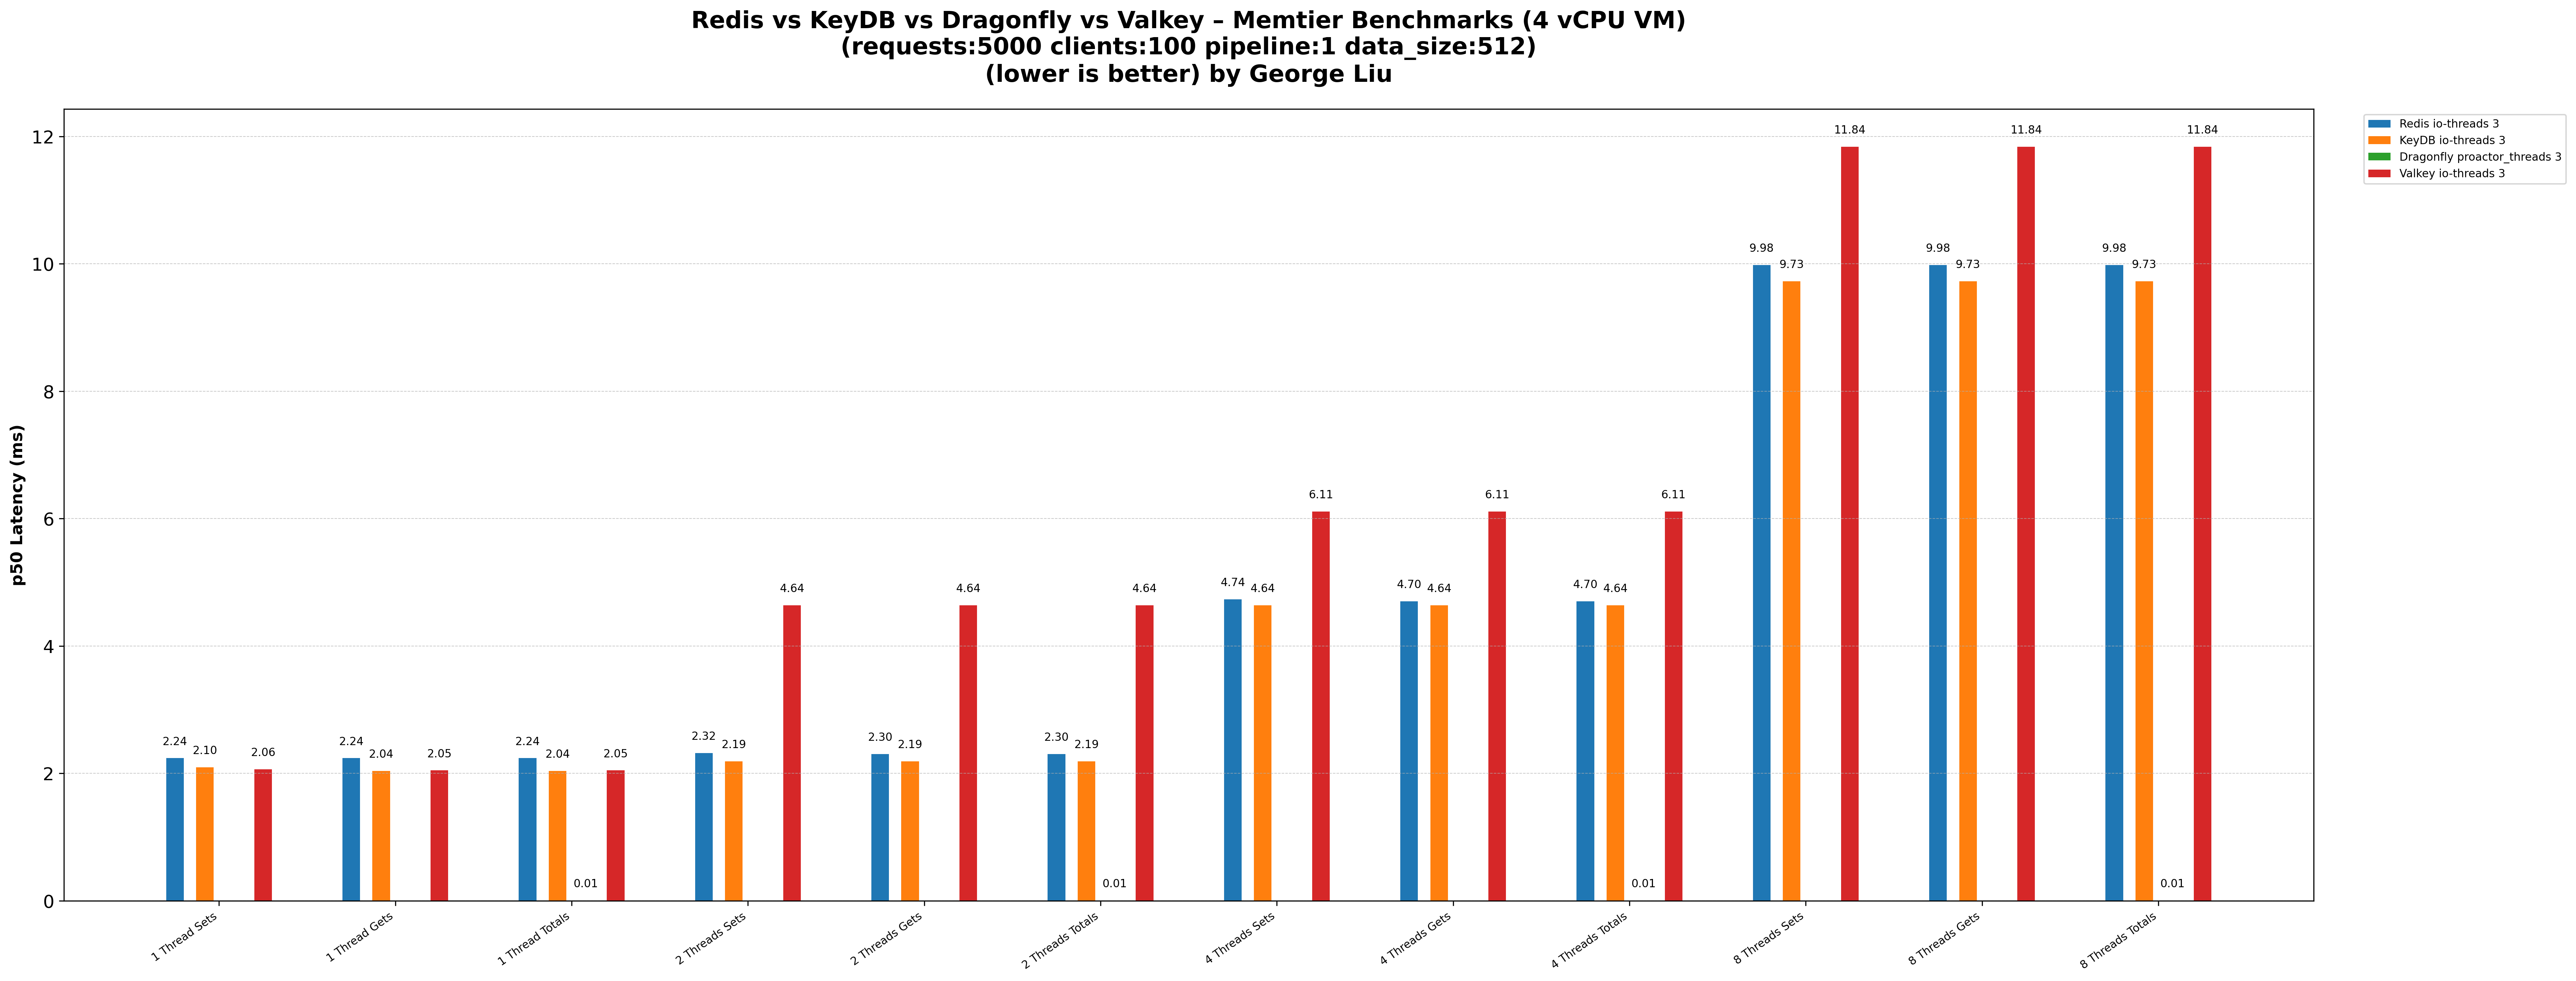 Redis vs KeyDB vs Dragonfly vs Valkey – Memtier Benchmarks (4 vCPU VM)
(requests:5000 clients:100 pipeline:1 data_size:512)
(lower is better) by George Liu
p50 Latency (ms)
12
10
8
6
4
2
0
2.24
2.10
2.06
2.24
2.04
2.05
2.24
2.04
0.01
2.05
2.32
2.19
4.64
2.30
2.19
4.64
2.30
2.19
0.01
4.64
4.74
4.64
6.11
4.70
4.64
6.11
4.70
4.64
0.01
6.11
9.98
9.73
11.84
9.98
9.73
11.84
9.98
9.73
0.01
11.84
1 Thread Sets
1 Thread Gets
1 Thread Totals
2 Threads Sets
2 Threads Gets
2 Threads Totals
4 Threads Sets
4 Threads Gets
4 Threads Totals
8 Threads Sets
8 Threads Gets
8 Threads Totals
Redis io-threads 3
KeyDB io-threads 3
Dragonfly proactor_threads 3
Valkey io-threads 3